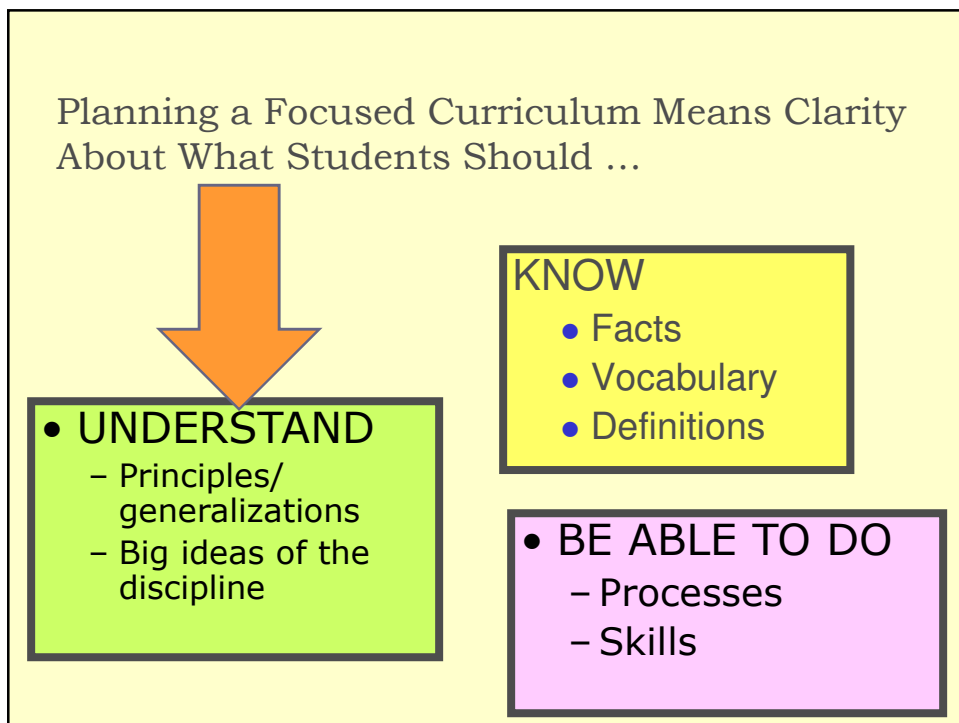 Planning a Focused Curriculum Means Clarity
About What Students Should …
KNOW
● Facts
● Vocabulary
● Definitions
• UNDERSTAND
– Principles/
generalizations
– Big ideas of the
discipline
• BE ABLE TO DO
– Processes
– Skills